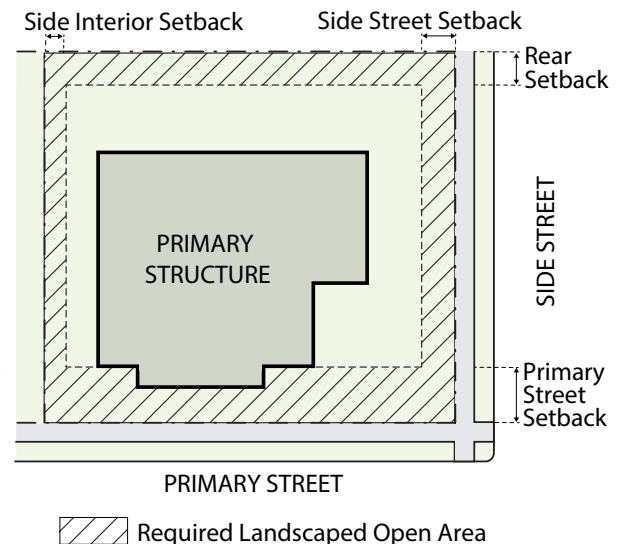 Side Interior Setback
Side Street Setback
Rear
Setback
PRIMARY
STRUCTURE
SIDE STREET
Primary
Street
Setback
PRIMARY STREET
Required Landscaped Open Area